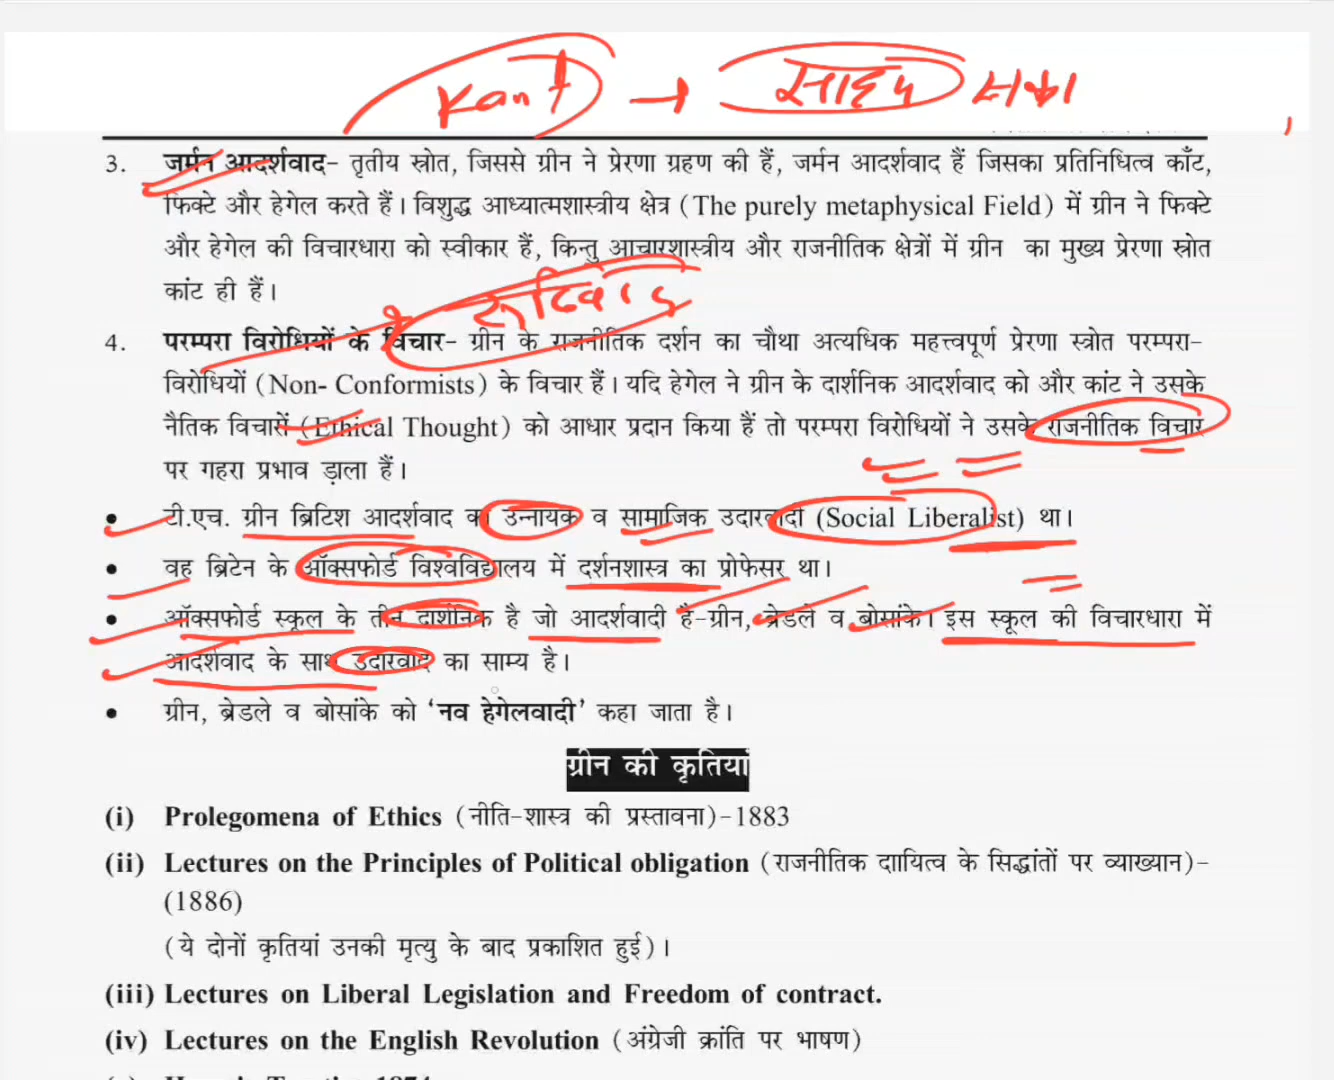 Kant → साध्य
3. जर्मन आदर्शवाद- तृतीय स्रोत, जिससे ग्रीन ने प्रेरणा ग्रहण की हैं, जर्मन आदर्शवाद हैं जिसका प्रतिनिधित्व काँट,
फिक्टे और हेगेल करते हैं। विशुद्ध आध्यात्मशास्त्रीय क्षेत्र (The purely metaphysical Field) में ग्रीन ने फिक्टे
और हेगेल की विचारधारा को स्वीकार हैं, किन्तु आचारशास्त्रीय और राजनीतिक क्षेत्रों में ग्रीन का मुख्य प्रेरणा स्रोत
कांट ही हैं।
रूढिवाद
4. परम्परा विरोधियों के विचार- ग्रीन के राजनीतिक दर्शन का चौथा अत्यधिक महत्त्वपूर्ण प्रेरणा स्त्रोत परम्परा-
विरोधियों (Non- Conformists) के विचार हैं। यदि हेगेल ने ग्रीन के दार्शनिक आदर्शवाद को और कांट ने उसके
नैतिक विचारों (Ethical Thought) को आधार प्रदान किया हैं तो परम्परा विरोधियों ने उसके राजनीतिक विचार
पर गहरा प्रभाव ड़ाला हैं।
• टी.एच. ग्रीन ब्रिटिश आदर्शवाद का उन्नायक व सामाजिक उदारवादी (Social Liberalist) था।
• वह ब्रिटेन के ऑक्सफोर्ड विश्वविद्यालय में दर्शनशास्त्र का प्रोफेसर था।
• ऑक्सफोर्ड स्कूल के तीन दार्शनिक है जो आदर्शवादी है-ग्रीन, ब्रेडले व बोसांके। इस स्कूल की विचारधारा में
आदर्शवाद के साथ उदारवाद का साम्य है।
• ग्रीन, ब्रेडले व बोसांके को ‘नव हेगेलवादी’ कहा जाता है।
ग्रीन की कृतियां
(i) Prolegomena of Ethics (नीति-शास्त्र की प्रस्तावना)-1883
(ii) Lectures on the Principles of Political obligation (राजनीतिक दाायित्व के सिद्धांतों पर व्याख्यान)-
(1886)
(ये दोनों कृतियां उनकी मृत्यु के बाद प्रकाशित हुई)।
(iii) Lectures on Liberal Legislation and Freedom of contract.
(iv) Lectures on the English Revolution (अंग्रेजी क्रांति पर भाषण)